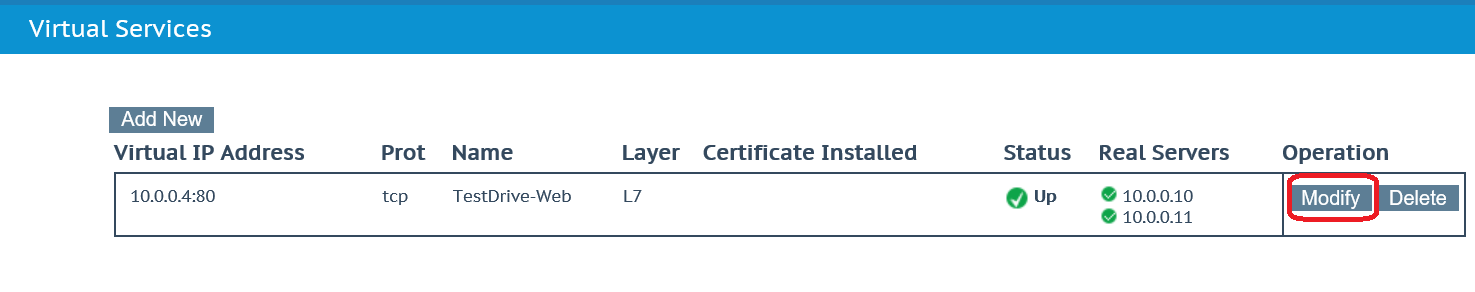 Virtual Services
Add New
Virtual IP Address Prot Name Layer Certificate Installed Status Real Servers Operation
10.0.0.4:80 tcp TestDrive-Web L7 Up 10.0.0.10 Modify Delete
10.0.0.11